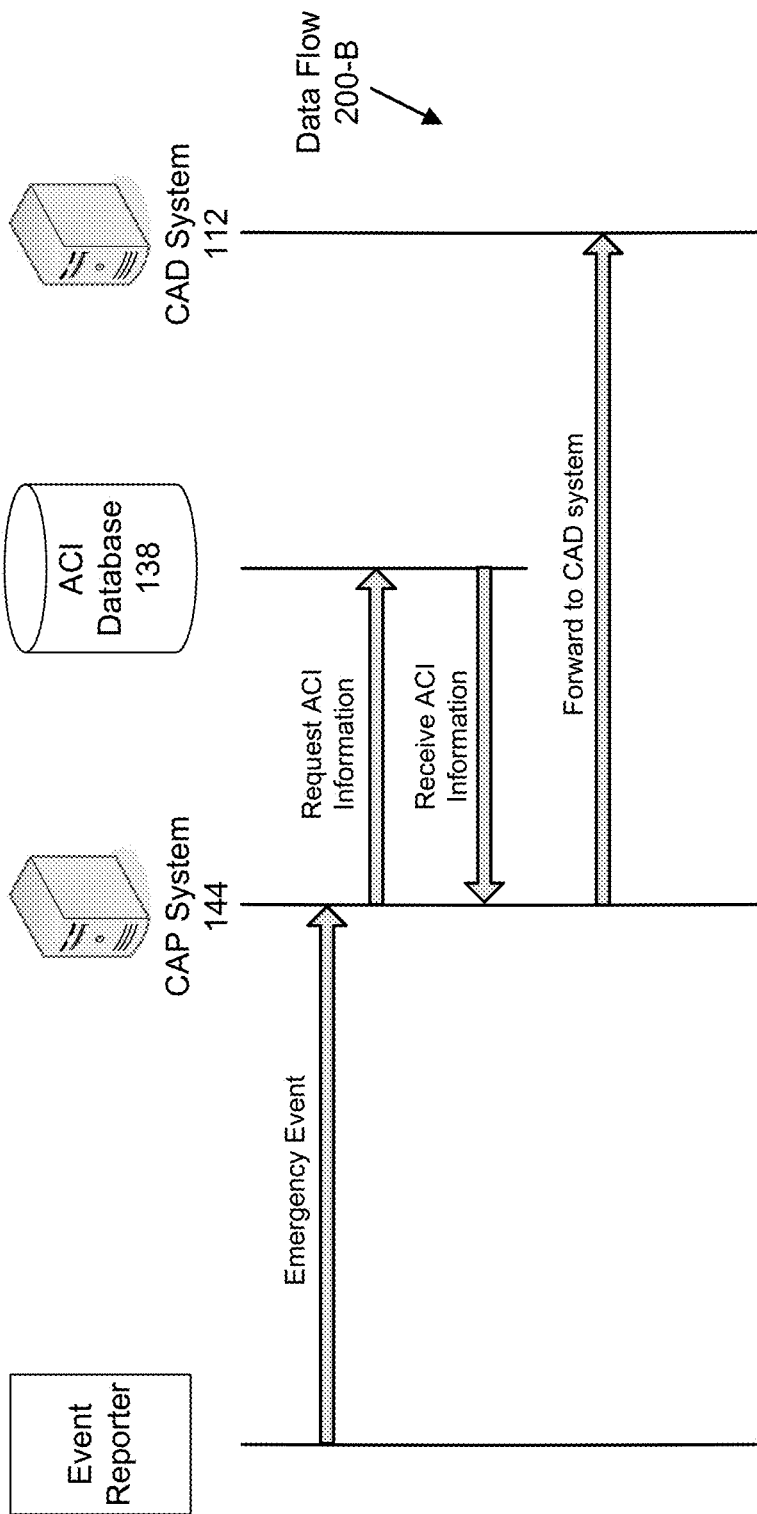 Event
Reporter
CAP System
144
ACI
Database
138
CAD System
112
Data Flow
200-B
Emergency Event
Request ACI
Information
Receive ACI
Information
Forward to CAD system